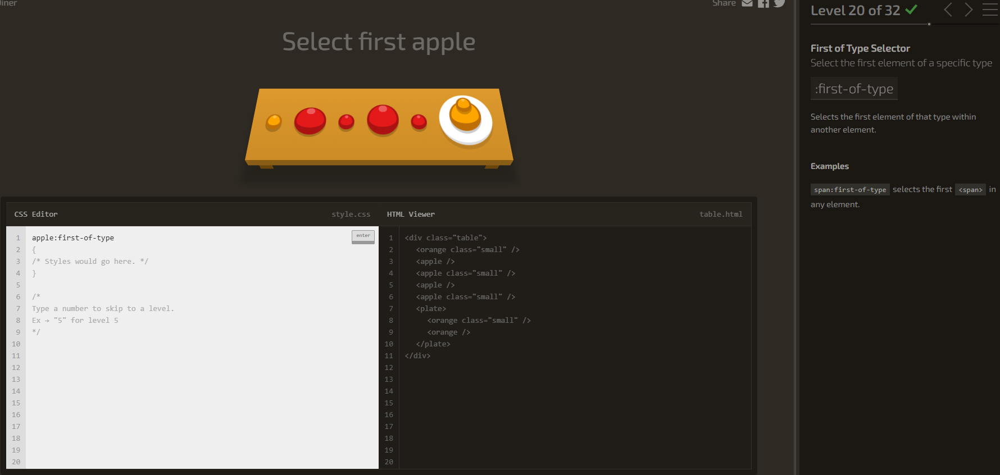 Diner
Share
Select first apple
Level 20 of 32
First of Type Selector
Select the first element of a specific type
:first-of-type
Selects the first element of that type within
another element.
Examples
span:first-of-type selects the first <span> in
any element.
CSS Editor
style.css
1 apple:first-of-type
enter
2 {
3 /* Styles would go here. */
4 }
5
6 /*
7 Type a number to skip to a level.
8 Ex → "5" for level 5
9 */
10
11
12
13
14
15
16
17
18
19
20
HTML Viewer
table.html
1 <div class="table">
2 <orange class="small" />
3 <apple />
4 <apple class="small" />
5 <apple />
6 <apple class="small" />
7 <plate>
8 <orange class="small" />
9 <orange />
10 </plate>
11 </div>
12
13
14
15
16
17
18
19
20